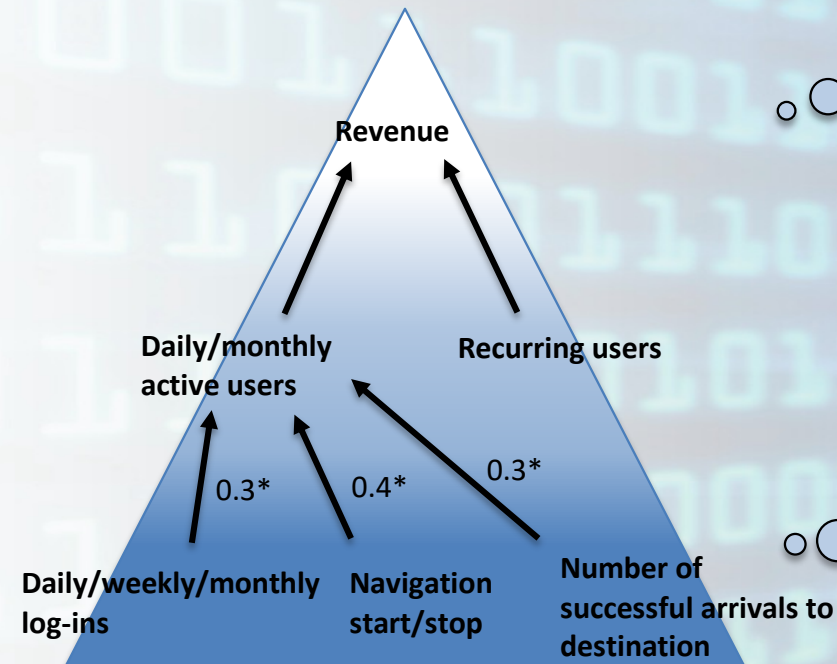 Revenue
Daily/monthly
active users
Recurring users
0.3*
0.4*
0.3*
Daily/weekly/monthly
log-ins
Navigation
start/stop
Number of
successful arrivals to
destination